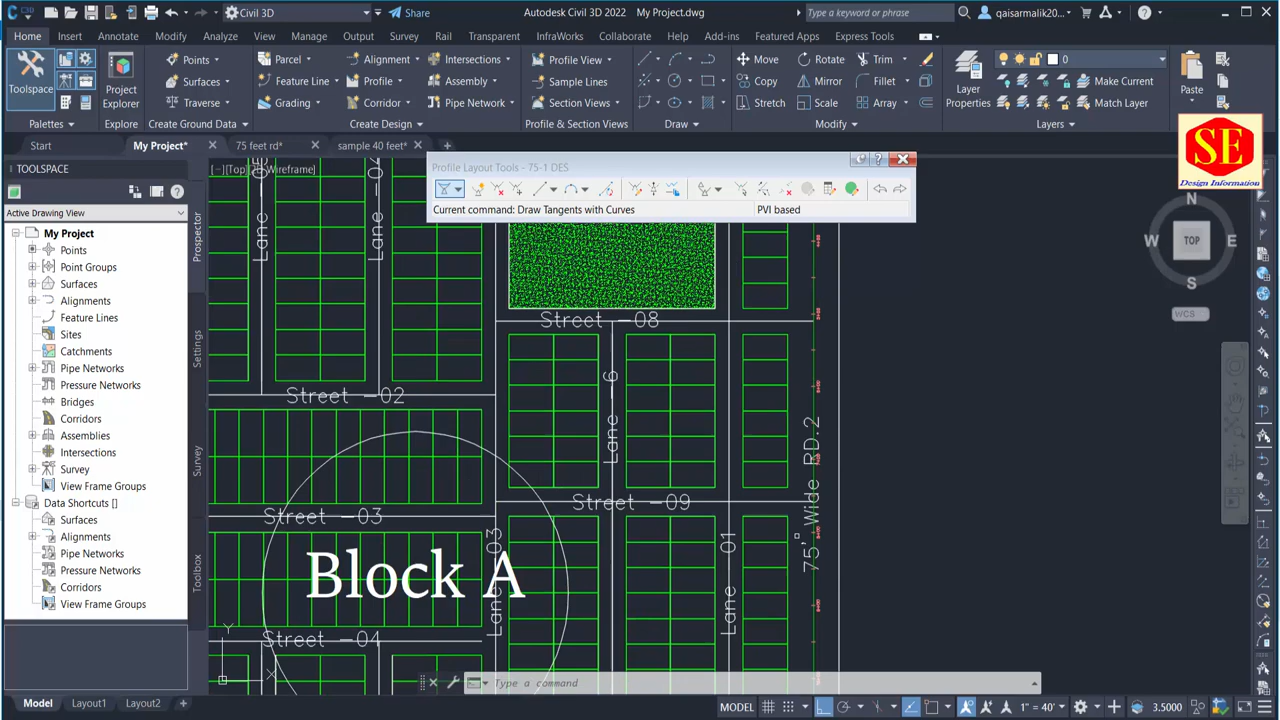 Civil 3D
Share
Autodesk Civil 3D 2022 My Project.dwg
Type a keyword or phrase
qaisarmalik20...
Home Insert Annotate Modify Analyze View Manage Output Survey Rail Transparent InfraWorks Collaborate Help Add-ins Featured Apps Express Tools
Toolspace
Project
Explorer
Points
Surfaces
Traverse
Parcel
Feature Line
Grading
Alignment
Profile
Corridor
Intersections
Assembly
Pipe Network
Profile View
Sample Lines
Section Views
Move
Copy
Stretch
Rotate
Mirror
Scale
Trim
Fillet
Array
Layer
Properties
0
Make Current
Match Layer
Paste
Palettes Explore Create Ground Data Create Design Profile & Section Views Draw Modify Layers
Start My Project* 75 feet rd* sample 40 feet*
SE
Design Information
TOOLSPACE
Active Drawing View
My Project
Points
Point Groups
Surfaces
Alignments
Feature Lines
Sites
Catchments
Pipe Networks
Pressure Networks
Bridges
Corridors
Assemblies
Intersections
Survey
View Frame Groups
Data Shortcuts []
Surfaces
Alignments
Pipe Networks
Pressure Networks
Corridors
View Frame Groups
Prospector
Settings
Survey
Toolbox
[−][Top][2D Wireframe]
Profile Layout Tools - 75-1 DES
Current command: Draw Tangents with Curves
PVI based
N
W TOP E
S
WCS
Street -08
Street -02
Lane -6
75' Wide RD.2
Street -09
Street -03
Lane 03
Lane 01
Block A
Street -04
Y
X
Type a command
Model Layout1 Layout2
MODEL
1" = 40'
3.5000